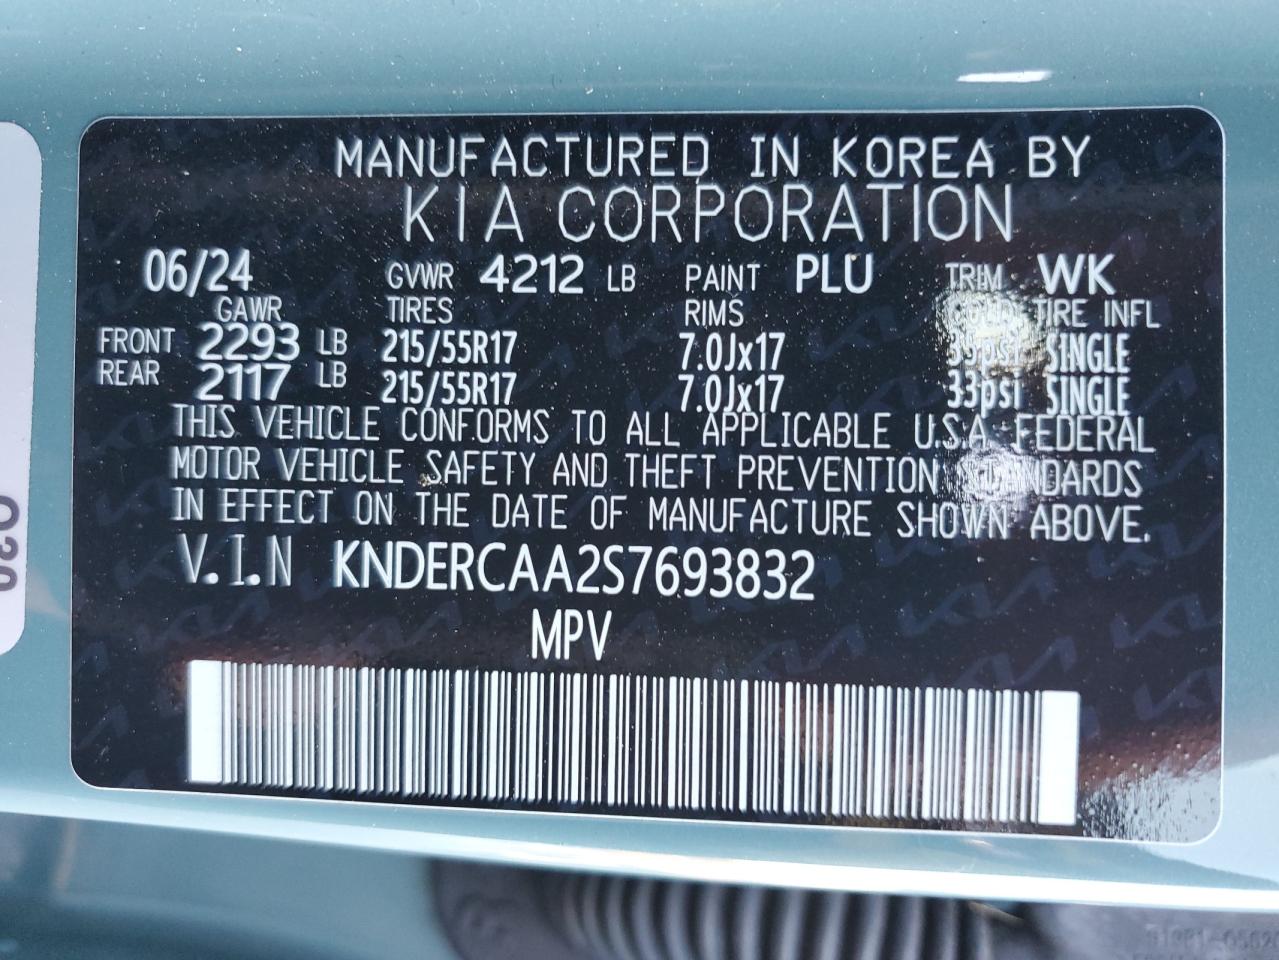 MANUFACTURED IN KOREA BY
KIA CORPORATION
06/24 GVWR 4212 LB PAINT PLU TRIM WK
GAWR TIRES RIMS COLD TIRE INFL
FRONT 2293 LB 215/55R17 7.0Jx17 33psi SINGLE
REAR 2117 LB 215/55R17 7.0Jx17 33psi SINGLE
THIS VEHICLE CONFORMS TO ALL APPLICABLE U.S.A. FEDERAL
MOTOR VEHICLE SAFETY AND THEFT PREVENTION STANDARDS
IN EFFECT ON THE DATE OF MANUFACTURE SHOWN ABOVE.
V.I.N KNDERCAA2S7693832
MPV